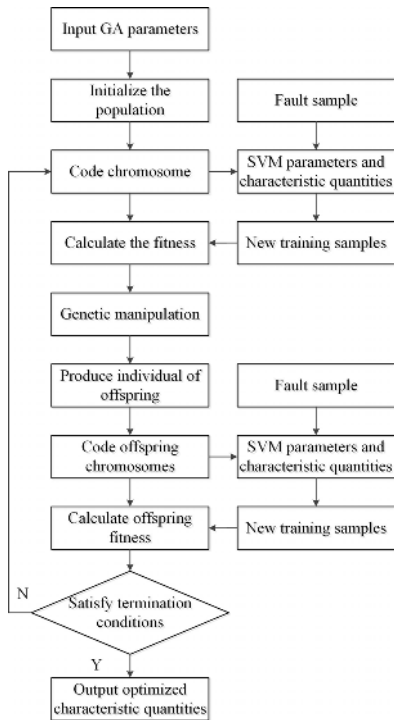 Input GA parameters
Initialize the
population
Fault sample
Code chromosome
SVM parameters and
characteristic quantities
Calculate the fitness
New training samples
Genetic manipulation
Produce individual of
offspring
Fault sample
Code offspring
chromosomes
SVM parameters and
characteristic quantities
Calculate offspring
fitness
New training samples
N
Satisfy termination
conditions
Y
Output optimized
characteristic quantities